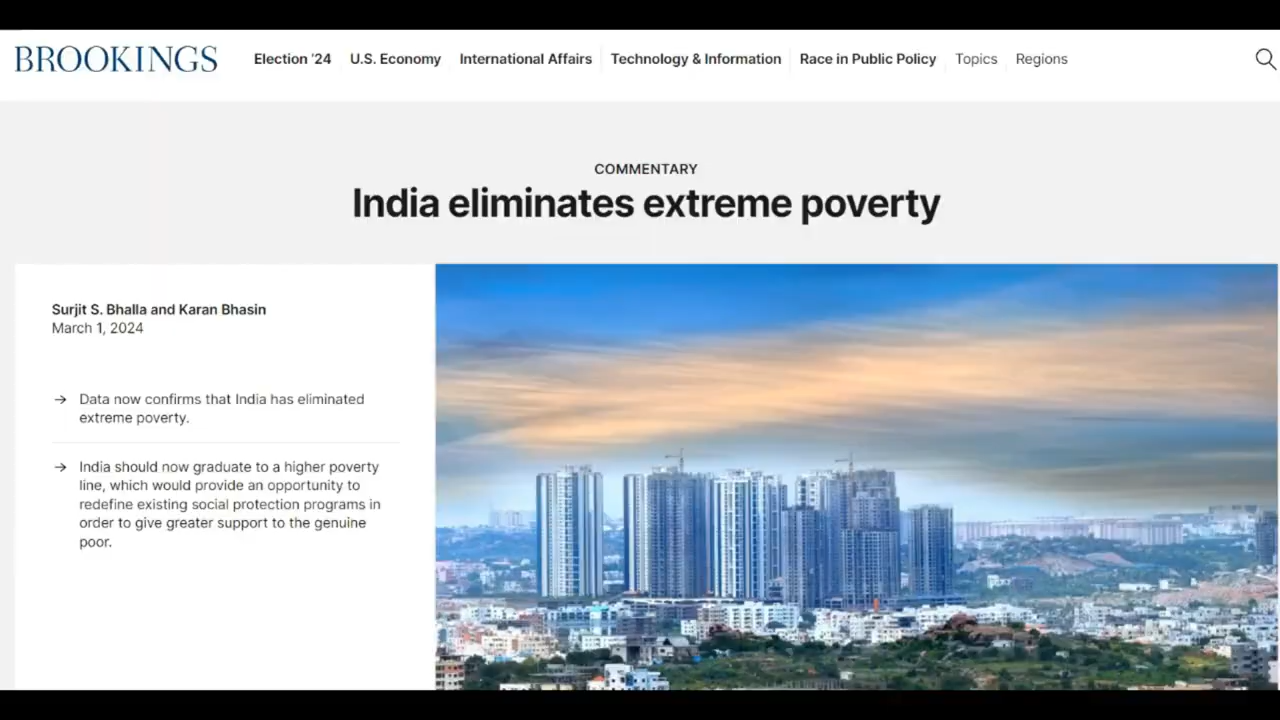 BROOKINGS Election '24 U.S. Economy International Affairs Technology & Information Race in Public Policy Topics Regions
COMMENTARY
India eliminates extreme poverty
Surjit S. Bhalla and Karan Bhasin
March 1, 2024
→ Data now confirms that India has eliminated
extreme poverty.
→ India should now graduate to a higher poverty
line, which would provide an opportunity to
redefine existing social protection programs in
order to give greater support to the genuine
poor.